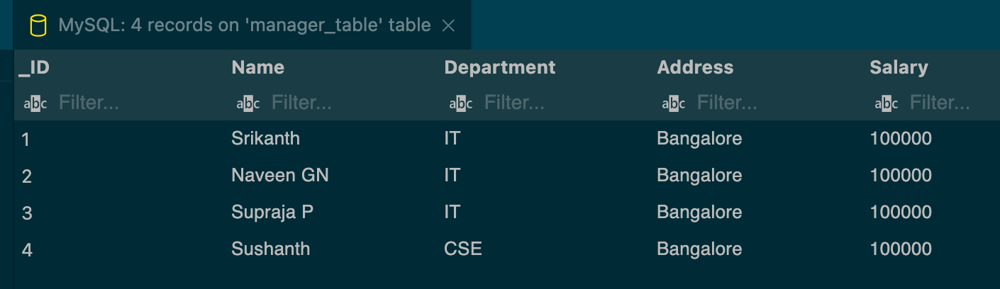 MySQL: 4 records on 'manager_table' table ×
_ID Name Department Address Salary
abc Filter... abc Filter... abc Filter... abc Filter... abc Filter...
1 Srikanth IT Bangalore 100000
2 Naveen GN IT Bangalore 100000
3 Supraja P IT Bangalore 100000
4 Sushanth CSE Bangalore 100000